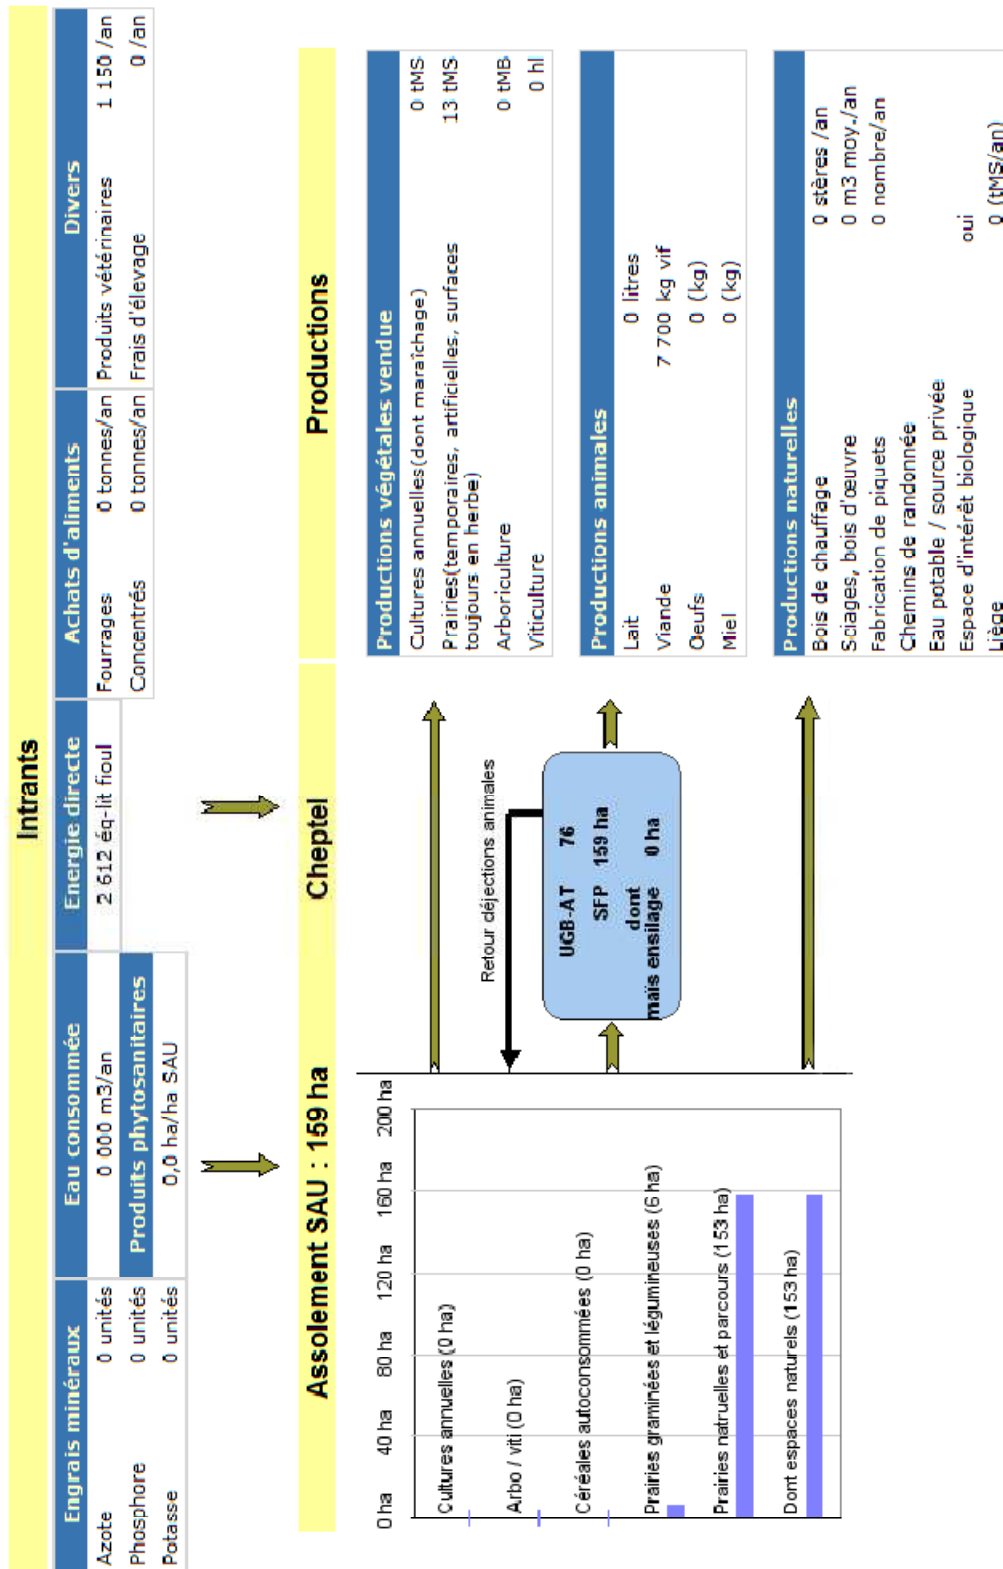 Intrants
Engrais minéraux
Azote 0 unités
Phosphore 0 unités
Potasse 0 unités
Eau consommée
0 000 m3/an
Produits phytosanitaires
0,0 ha/ha SAU
Energie directe
2 612 éq-lit fioul
Achats d'aliments
Fourrages 0 tonnes/an
Concentrés 0 tonnes/an
Divers
Produits vétérinaires 1 150 /an
Frais d'élevage 0 /an
Assolement SAU : 159 ha
Cheptel
Productions
0 ha 40 ha 80 ha 120 ha 160 ha 200 ha
Cultures annuelles (0 ha)
Arbo / viti (0 ha)
Céréales autoconsommées (0 ha)
Prairies graminées et légumineuses (6 ha)
Prairies natruelles et parcours (153 ha)
Dont espaces naturels (153 ha)
Retour déjections animales
UGB-AT 76
SFP 159 ha
dont
maïs ensilage 0 ha
Productions végétales vendue
Cultures annuelles(dont maraîchage) 0 tMS
Prairies(temporaires, artificielles, surfaces 13 tMS
toujours en herbe)
Arboriculture 0 tMB
Viticulture 0 hl
Productions animales
Lait 0 litres
Viande 7 700 kg vif
Oeufs 0 (kg)
Miel 0 (kg)
Productions naturelles
Bois de chauffage 0 stères /an
Sciages, bois d'œuvre 0 m3 moy./an
Fabrication de piquets 0 nombre/an
Chemins de randonnée
Eau potable / source privée
Espace d'intérêt biologique oui
Liège 0 (tMS/an)